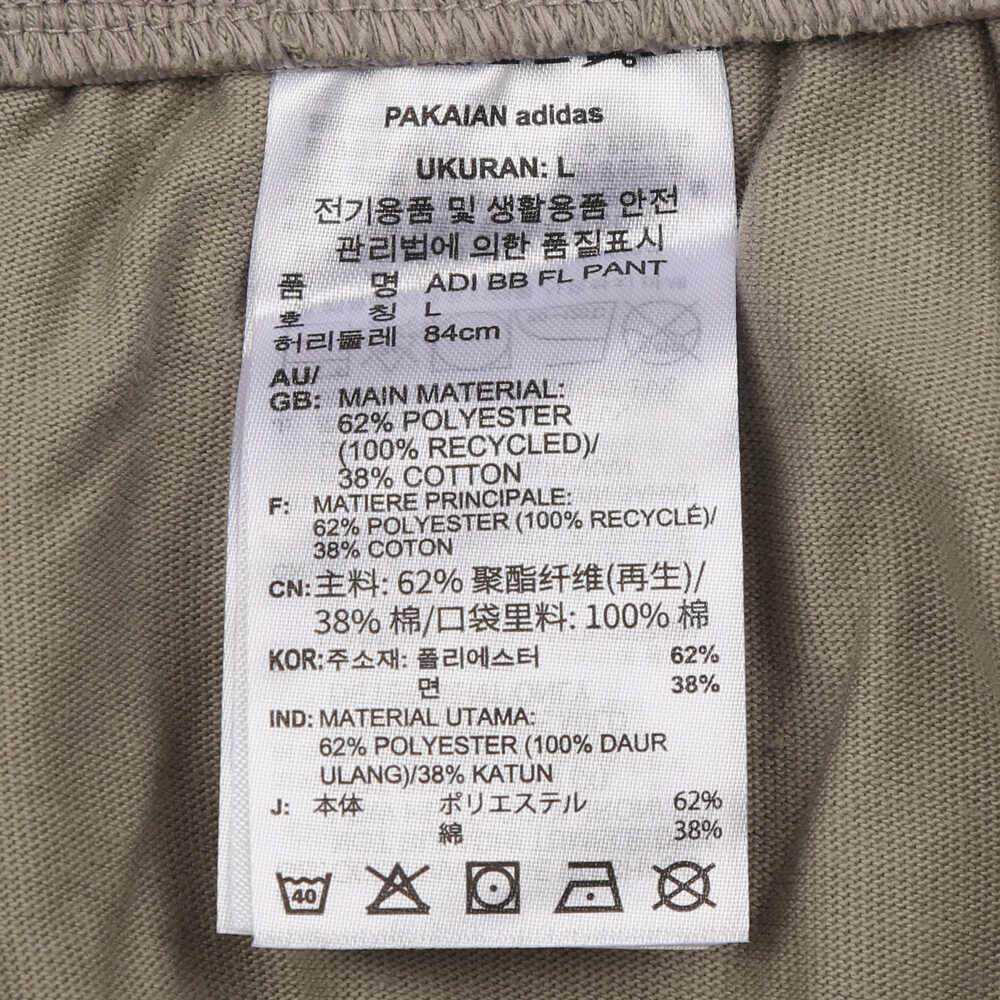 PAKAIAN adidas
UKURAN: L
전기용품 및 생활용품 안전
관리법에 의한 품질표시
품 명 ADI BB FL PANT
호 칭 L
허리둘레 84cm
AU/
GB: MAIN MATERIAL:
62% POLYESTER
(100% RECYCLED)/
38% COTTON
F: MATIERE PRINCIPALE:
62% POLYESTER (100% RECYCLÉ)/
38% COTON
CN: 主料: 62% 聚酯纤维(再生)/
38% 棉/口袋里料: 100% 棉
KOR: 주소재: 폴리에스터 62%
면 38%
IND: MATERIAL UTAMA:
62% POLYESTER (100% DAUR
ULANG)/38% KATUN
J: 本体 ポリエステル 62%
綿 38%
40